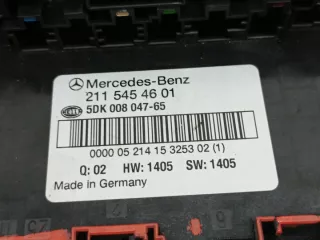 Mercedes-Benz
211 545 46 01
HELLA 5DK 008 047-65
0000 05 214 15 3253 02 (1)
Q: 02 HW: 1405 SW: 1405
Made in Germany